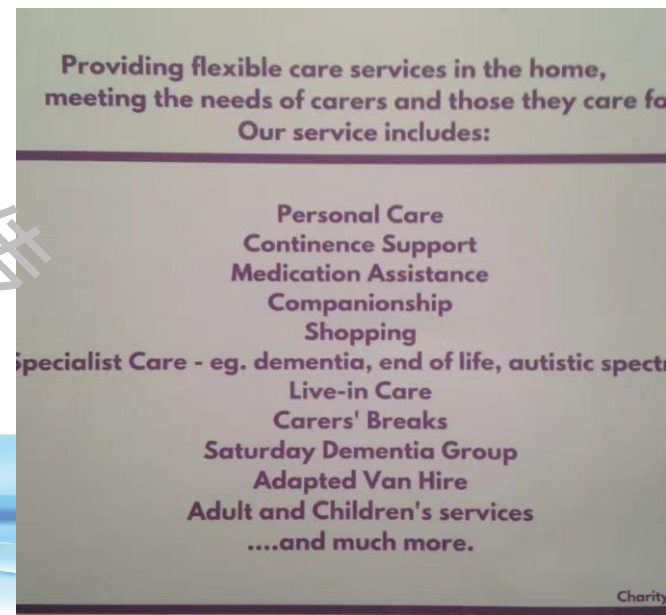 Providing flexible care services in the home,
meeting the needs of carers and those they care fo
Our service includes:
Personal Care
Continence Support
Medication Assistance
Companionship
Shopping
Specialist Care - eg. dementia, end of life, autistic spectr
Live-in Care
Carers' Breaks
Saturday Dementia Group
Adapted Van Hire
Adult and Children's services
....and much more.
Charity